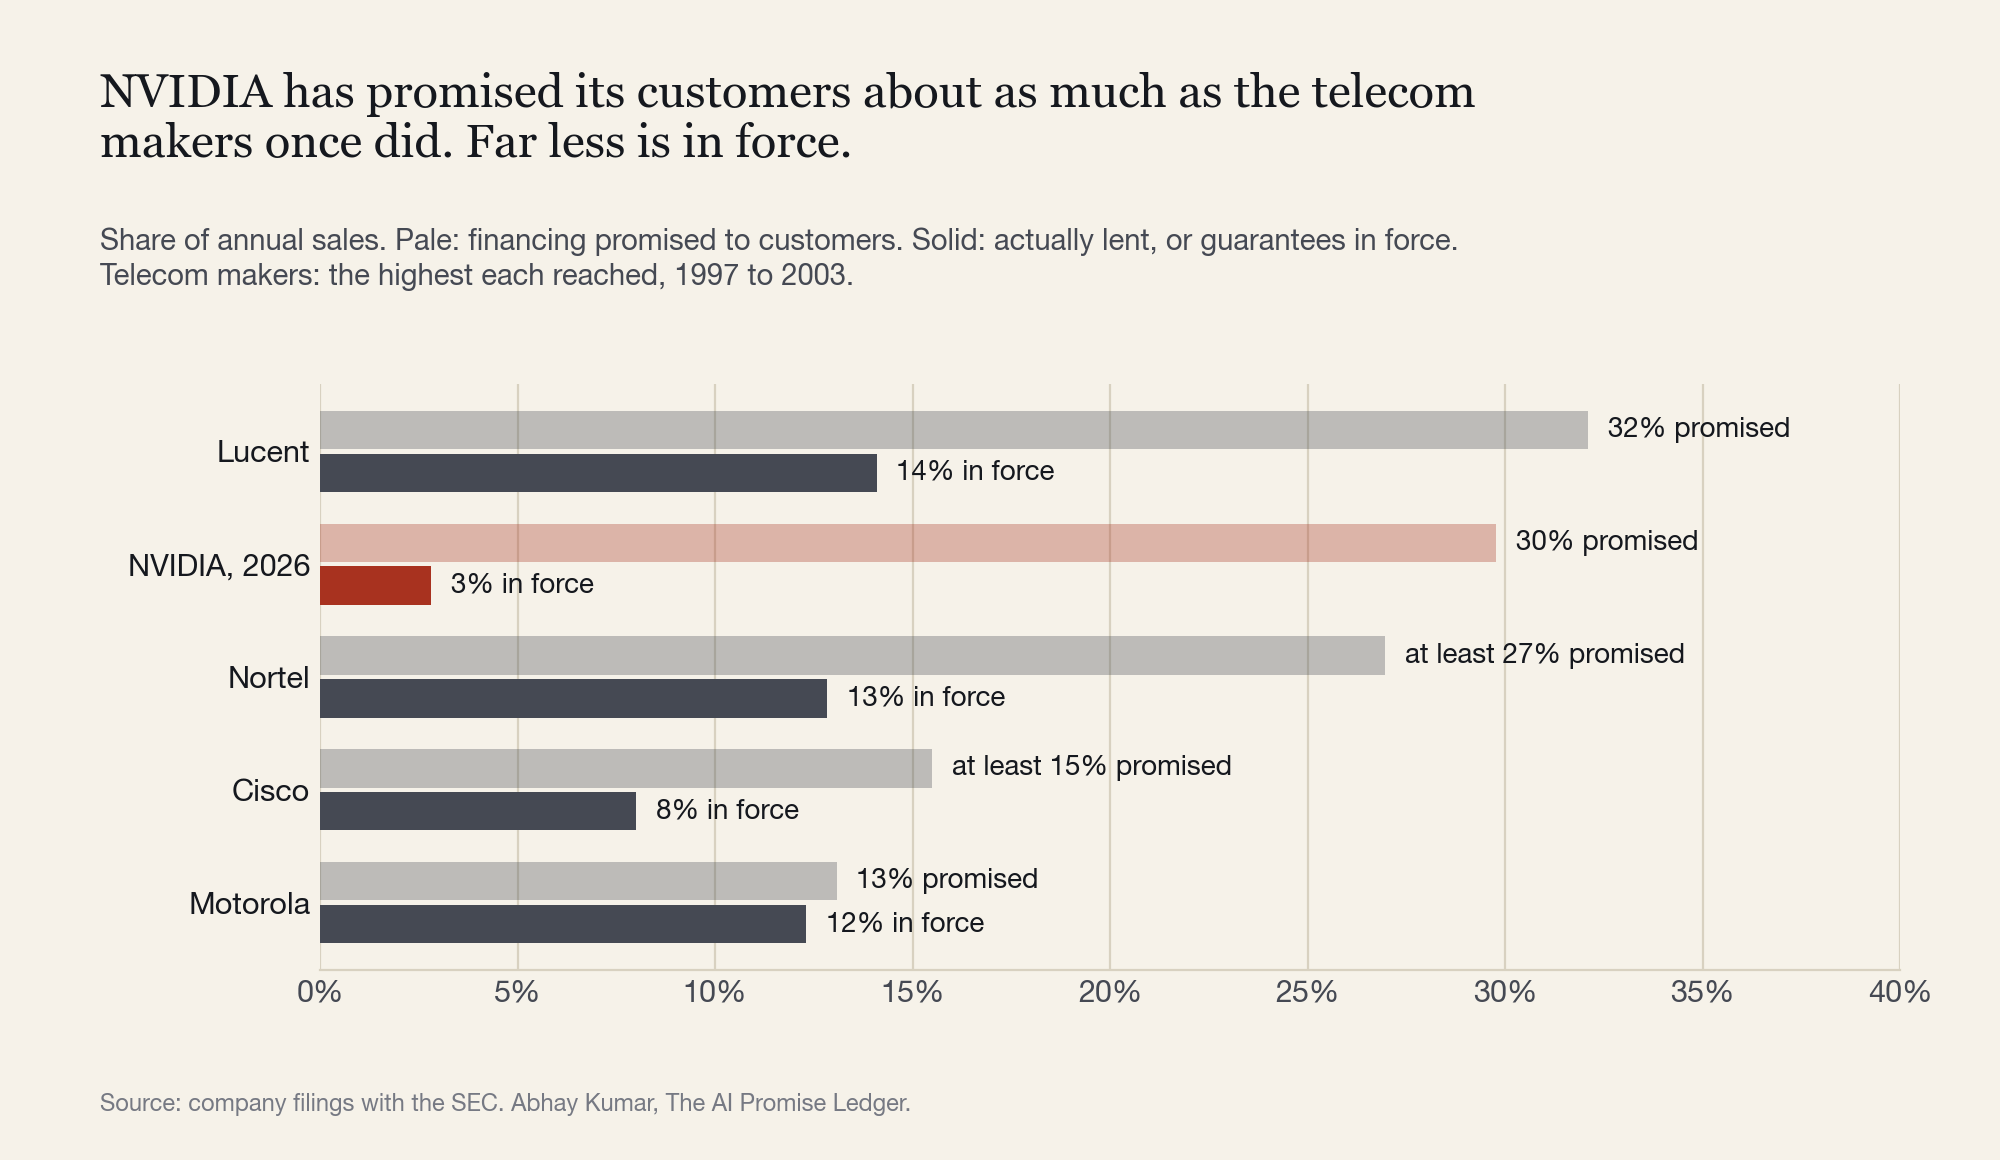 NVIDIA has promised its customers about as much as the telecom
makers once did. Far less is in force.
Share of annual sales. Pale: financing promised to customers. Solid: actually lent, or guarantees in force.
Telecom makers: the highest each reached, 1997 to 2003.
Lucent
32% promised
14% in force
NVIDIA, 2026
30% promised
3% in force
Nortel
at least 27% promised
13% in force
Cisco
at least 15% promised
8% in force
Motorola
13% promised
12% in force
0% 5% 10% 15% 20% 25% 30% 35% 40%
Source: company filings with the SEC. Abhay Kumar, The AI Promise Ledger.